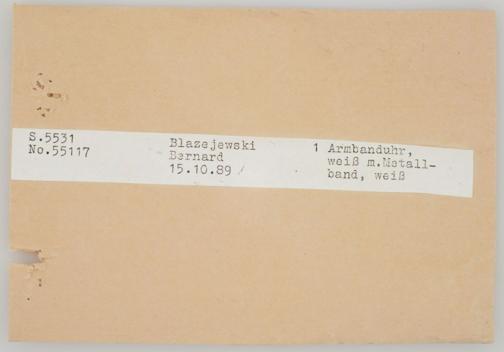 S.5531
No.55117
Blazejewski
Bernard
15.10.89
1 Armbanduhr,
weiß m.Metall-
band, weiß